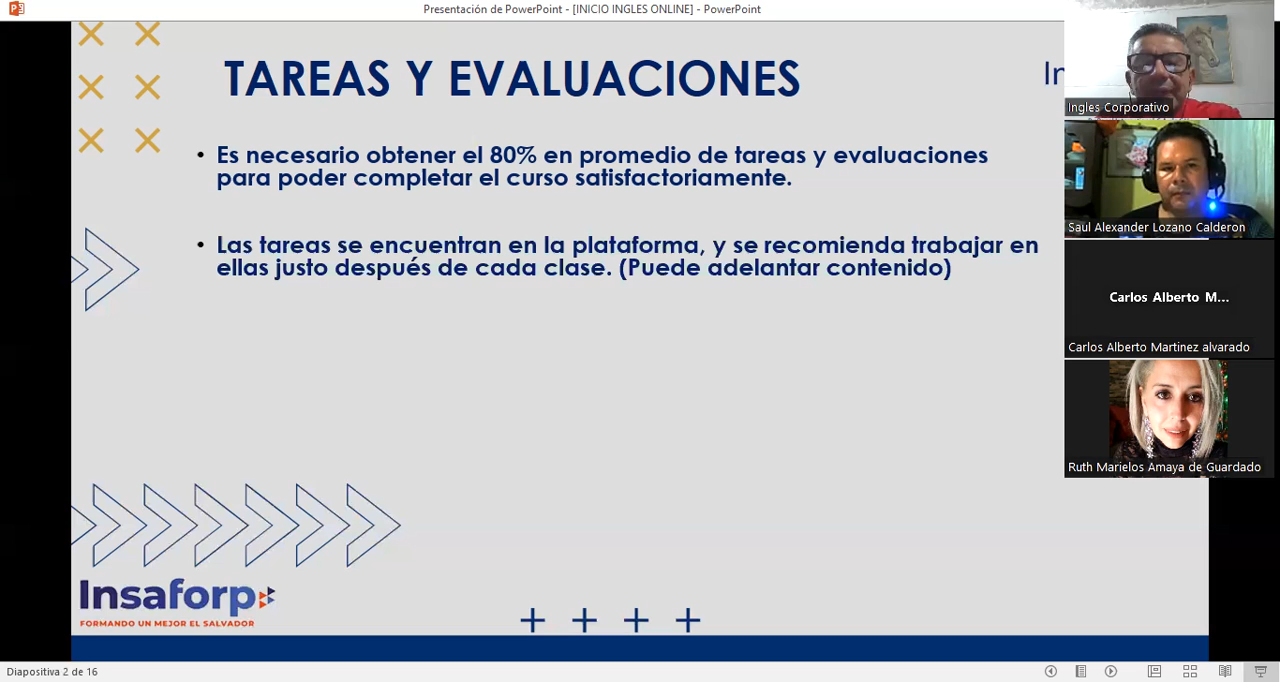 Presentación de PowerPoint - [INICIO INGLES ONLINE] - PowerPoint
TAREAS Y EVALUACIONES
In
• Es necesario obtener el 80% en promedio de tareas y evaluaciones
para poder completar el curso satisfactoriamente.
• Las tareas se encuentran en la plataforma, y se recomienda trabajar en
ellas justo después de cada clase. (Puede adelantar contenido)
Insaforp
FORMANDO UN MEJOR EL SALVADOR
Ingles Corporativo
Saul Alexander Lozano Calderon
Carlos Alberto M...
Carlos Alberto Martinez alvarado
Ruth Marielos Amaya de Guardado
Diapositiva 2 de 16